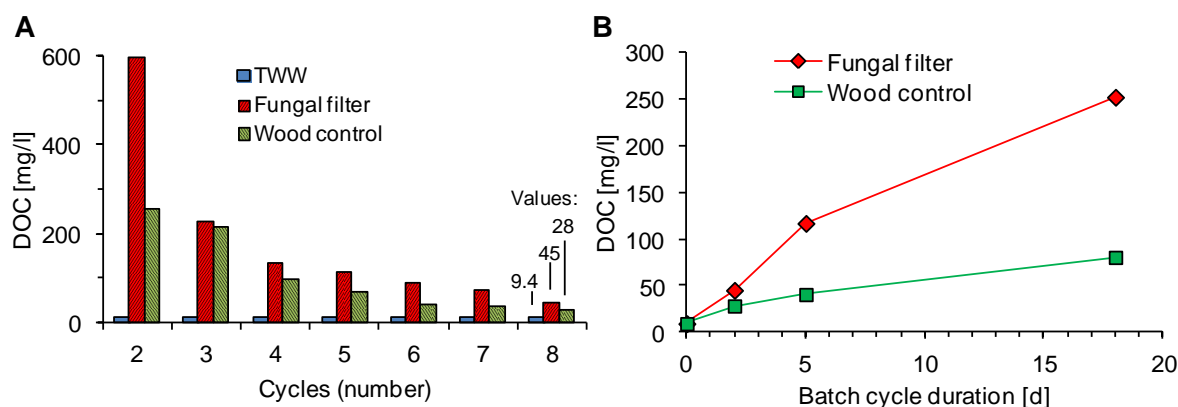 A
DOC [mg/l]
600
400
200
0
TWW
Fungal filter
Wood control
Values:
28
45
9.4
2 3 4 5 6 7 8
Cycles (number)
B
DOC [mg/l]
300
250
200
150
100
50
0
Fungal filter
Wood control
0 5 10 15 20
Batch cycle duration [d]